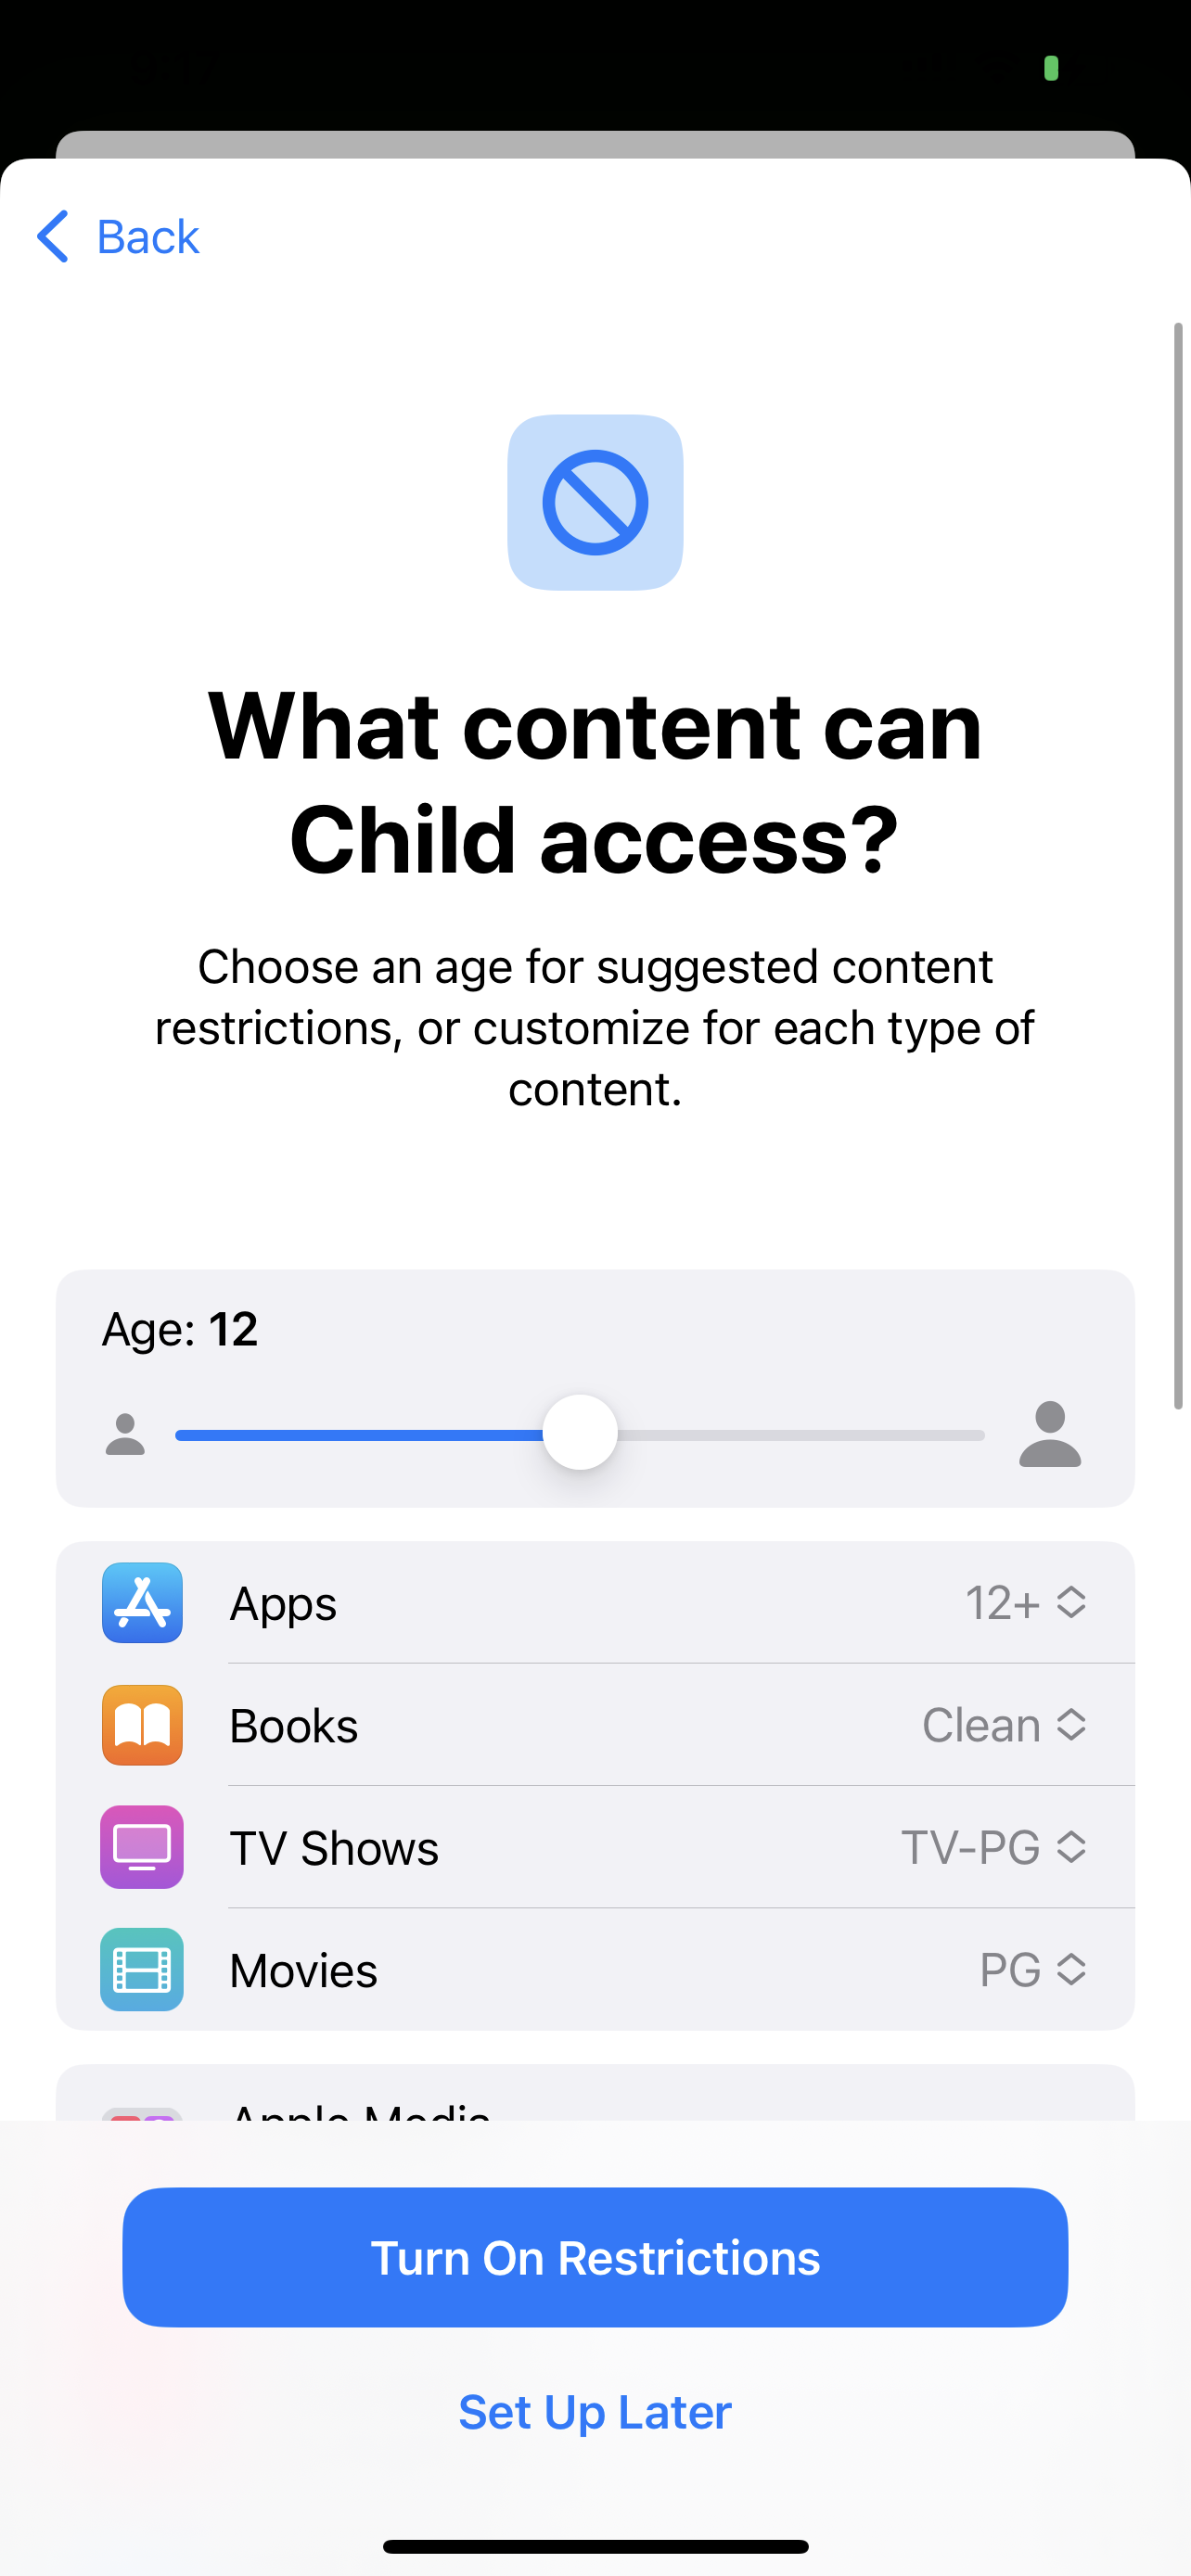 Back
What content can
Child access?
Choose an age for suggested content
restrictions, or customize for each type of
content.
Age: 12
Apps 12+
Books Clean
TV Shows TV-PG
Movies PG
Apple Media
Turn On Restrictions
Set Up Later